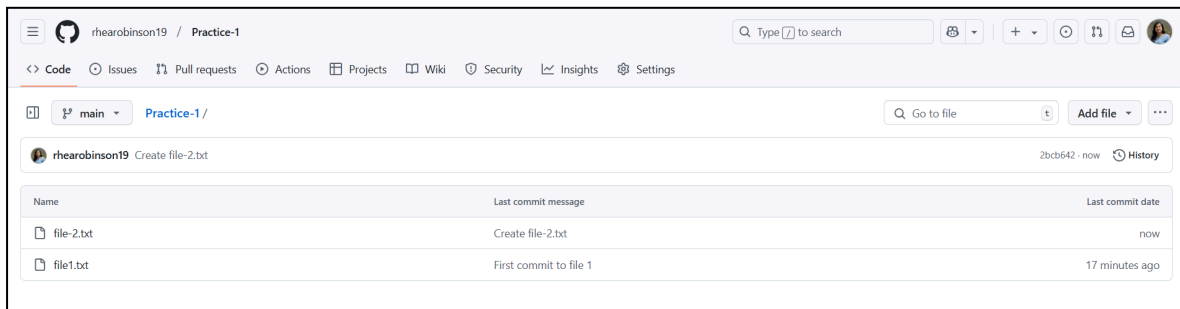 rhearobinson19 / Practice-1 Type / to search
Code Issues Pull requests Actions Projects Wiki Security Insights Settings
main Practice-1 / Go to file t Add file
rhearobinson19 Create file-2.txt 2bcb642 · now History
Name Last commit message Last commit date
file-2.txt Create file-2.txt now
file1.txt First commit to file 1 17 minutes ago